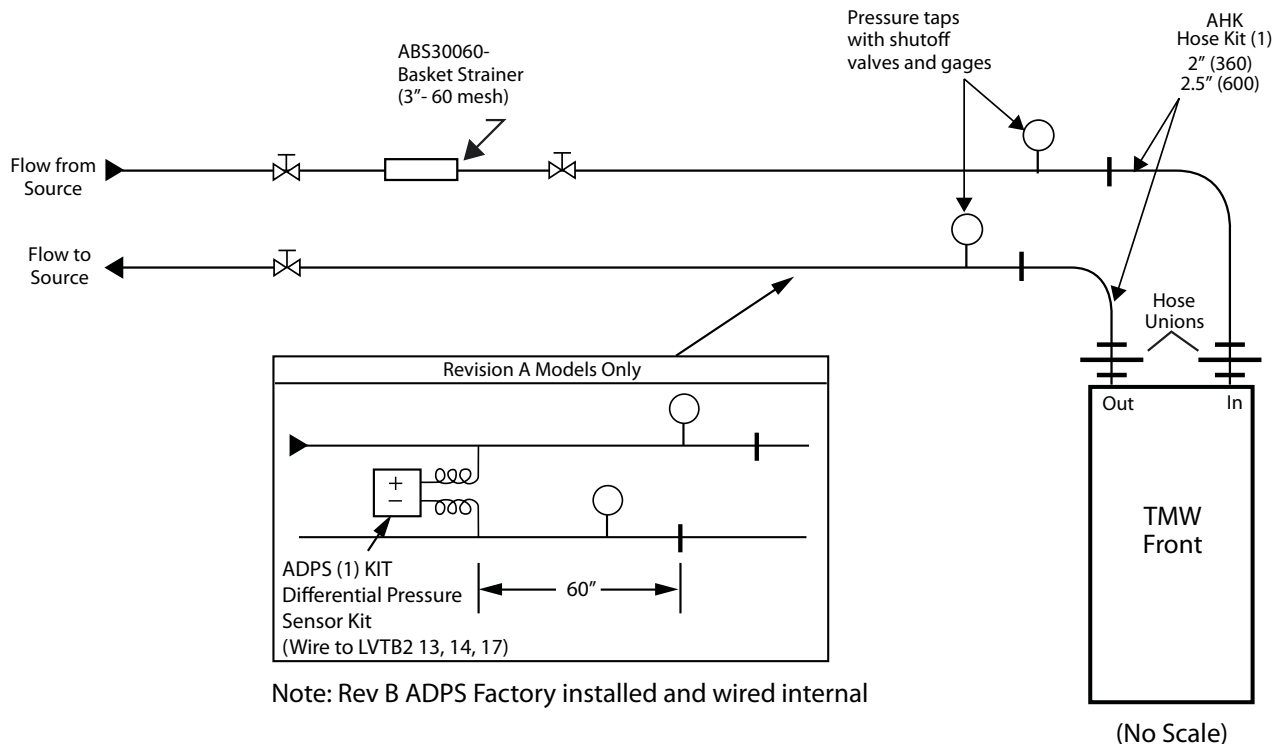 ABS30060-
Basket Strainer
(3”- 60 mesh)
Pressure taps
with shutoff
valves and gages
AHK
Hose Kit (1)
2” (360)
2.5” (600)
Flow from
Source
Flow to
Source
Hose
Unions
Revision A Models Only
+
–
ADPS (1) KIT
Differential Pressure
Sensor Kit
(Wire to LVTB2 13, 14, 17)
60”
Out
In
TMW
Front
Note: Rev B ADPS Factory installed and wired internal
(No Scale)